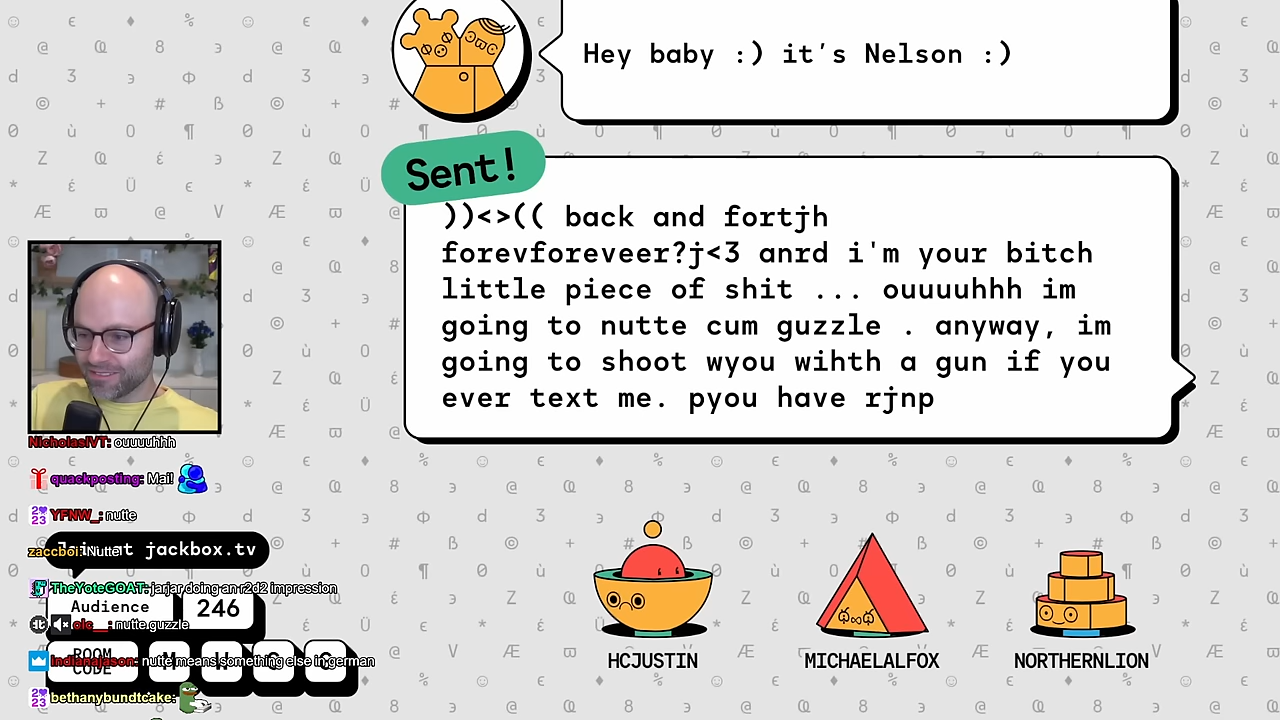 Hey baby :) it's Nelson :)
Sent!
))<>(( back and fortjh
forevforeveer?j<3 anrd i'm your bitch
little piece of shit ... ouuuuhhh im
going to nutte cum guzzle . anyway, im
going to shoot wyou wihth a gun if you
ever text me. pyou have rjnp
NicholasIVT: ouuuuhhh
quackposting: Mail
YFNW_: nutte
zaccboi: Nutte
at jackbox.tv
TheYoteGOAT: jarjar doing an r2d2 impression
Audience
246
olc__: nutte guzzle
ROOM
CODE
indianajason: nutte means something else in german
bethanybundtcake:
HCJUSTIN
MICHAELALFOX
NORTHERNLION